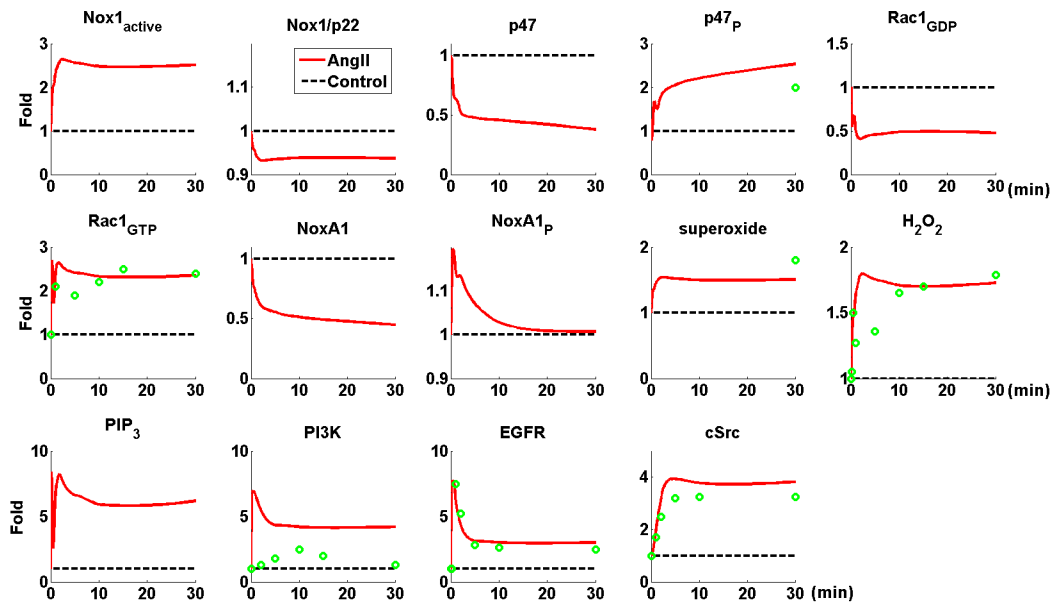 Nox1active Nox1/p22 p47 p47P Rac1GDP
Fold
3 2 1 0
0 10 20 30
1.1 1 0.9
AngII
Control
0 10 20 30
1 0.5 0
0 10 20 30
3 2 1 0
0 10 20 30
1.5 1 0.5 0
0 10 20 30 (min)
Rac1GTP NoxA1 NoxA1P superoxide H2O2
Fold
3 2 1 0
0 10 20 30
1 0.5 0
0 10 20 30
1.1 1 0.9
0 10 20 30
2 1 0
0 10 20 30
2 1.5 1
0 10 20 30 (min)
PIP3 PI3K EGFR cSrc
Fold
10 5 0
0 10 20 30
10 5 0
0 10 20 30
10 5 0
0 10 20 30
4 2 0
0 10 20 30 (min)